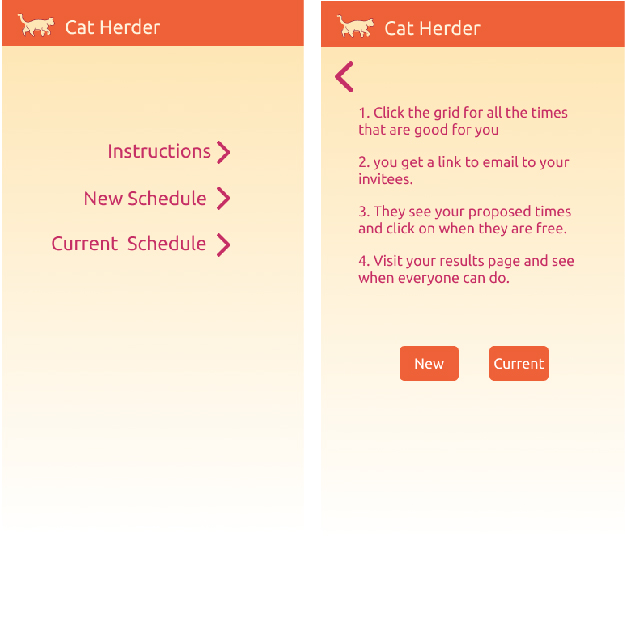 Cat Herder
Instructions
New Schedule
Current Schedule
Cat Herder
1. Click the grid for all the times
that are good for you
2. you get a link to email to your
invitees.
3. They see your proposed times
and click on when they are free.
4. Visit your results page and see
when everyone can do.
New
Current